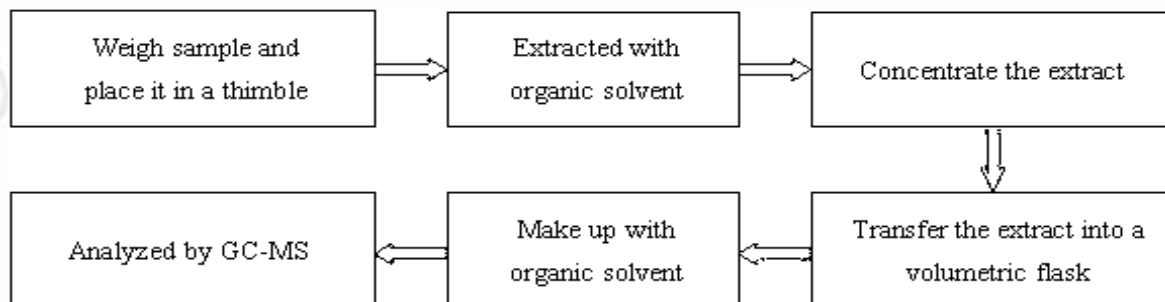 Weigh sample and
place it in a thimble
Extracted with
organic solvent
Concentrate the extract
Transfer the extract into a
volumetric flask
Make up with
organic solvent
Analyzed by GC-MS